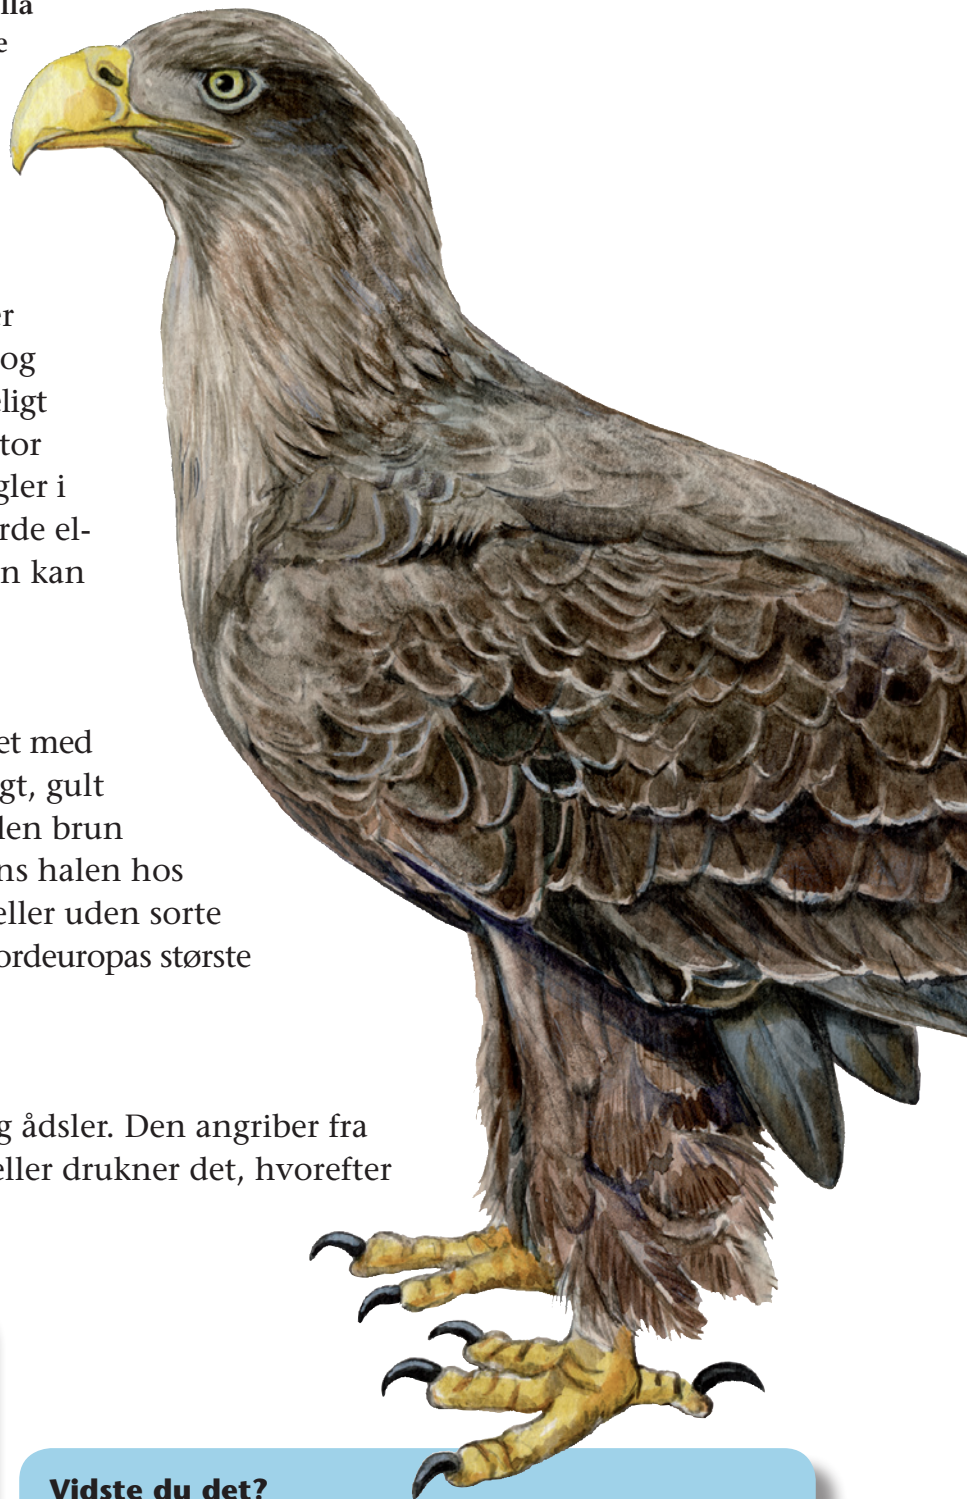 og
ligt
tor
gler i
rde el-
n kan
et med
gt, gult
len brun
ns halen hos
eller uden sorte
ordeuropas største
g ådsler. Den angriber fra
eller drukner det, hvorefter
Vidste du det?